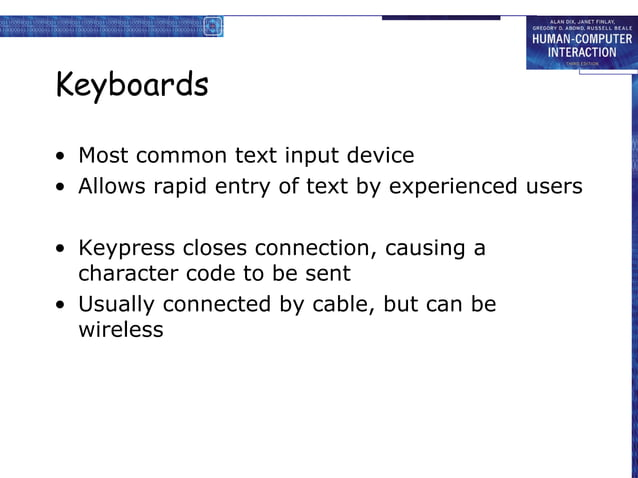 ALAN DIX, JANET FINLAY,
GREGORY D. ABOWD, RUSSELL BEALE
HUMAN-COMPUTER
INTERACTION
THIRD EDITION
Keyboards
• Most common text input device
• Allows rapid entry of text by experienced users
• Keypress closes connection, causing a
character code to be sent
• Usually connected by cable, but can be
wireless